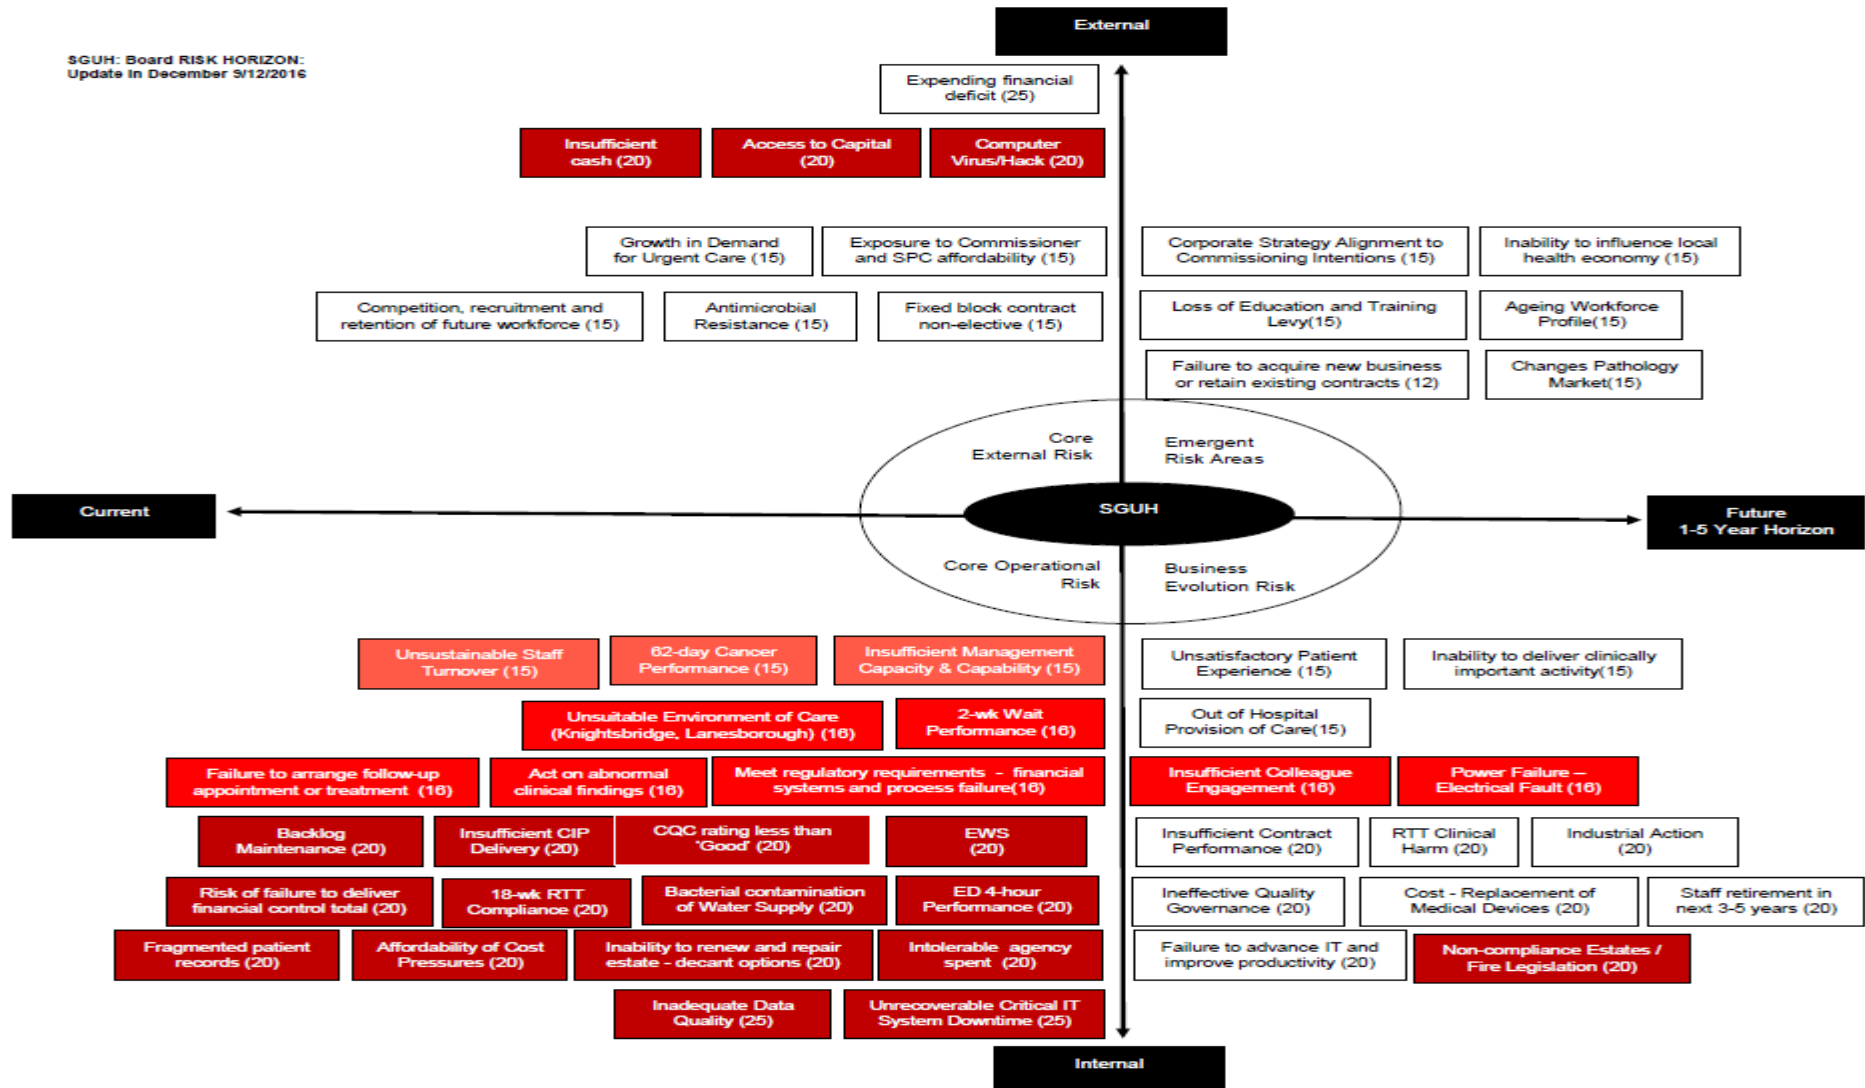 External
SGUH: Board RISK HORIZON:
Update In December 9/12/2016
Expending financial
deficit (25)
Insufficient
cash (20)
Access to Capital
(20)
Computer
Virus/Hack (20)
Growth in Demand
for Urgent Care (15)
Exposure to Commissioner
and SPC affordability (15)
Corporate Strategy Alignment to
Commissioning Intentions (15)
Inability to influence local
health economy (15)
Competition, recruitment and
retention of future workforce (15)
Antimicrobial
Resistance (15)
Fixed block contract
non-elective (15)
Loss of Education and Training
Levy(15)
Ageing Workforce
Profile(15)
Failure to acquire new business
or retain existing contracts (12)
Changes Pathology
Market(15)
Core
External Risk
Emergent
Risk Areas
Current
SGUH
Future
1-5 Year Horizon
Core Operational
Risk
Business
Evolution Risk
Unsustainable Staff
Turnover (15)
62-day Cancer
Performance (15)
Insufficient Management
Capacity & Capability (15)
Unsatisfactory Patient
Experience (15)
Inability to deliver clinically
important activity(15)
Unsuitable Environment of Care
(Knightsbridge, Lanesborough) (16)
2-wk Wait
Performance (16)
Out of Hospital
Provision of Care(15)
Failure to arrange follow-up
appointment or treatment (16)
Act on abnormal
clinical findings (16)
Meet regulatory requirements - financial
systems and process failure(16)
Insufficient Colleague
Engagement (16)
Power Failure –
Electrical Fault (16)
Backlog
Maintenance (20)
Insufficient CIP
Delivery (20)
CQC rating less than
'Good' (20)
EWS
(20)
Insufficient Contract
Performance (20)
RTT Clinical
Harm (20)
Industrial Action
(20)
Risk of failure to deliver
financial control total (20)
18-wk RTT
Compliance (20)
Bacterial contamination
of Water Supply (20)
ED 4-hour
Performance (20)
Ineffective Quality
Governance (20)
Cost - Replacement of
Medical Devices (20)
Staff retirement in
next 3-5 years (20)
Fragmented patient
records (20)
Affordability of Cost
Pressures (20)
Inability to renew and repair
estate - decant options (20)
Intolerable agency
spent (20)
Failure to advance IT and
improve productivity (20)
Non-compliance Estates /
Fire Legislation (20)
Inadequate Data
Quality (25)
Unrecoverable Critical IT
System Downtime (25)
Internal